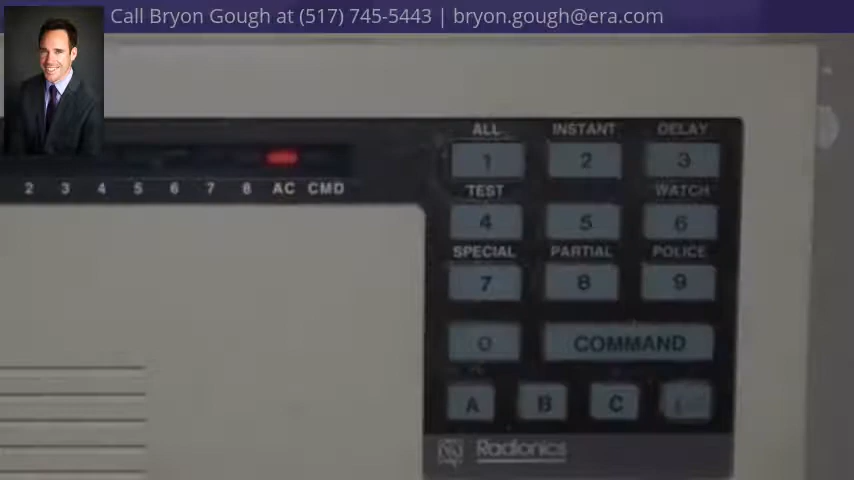 Call Bryon Gough at (517) 745-5443 | bryon.gough@era.com
2 3 4 5 6 7 8 AC CMD
ALL INSTANT DELAY
1 2 3
TEST WATCH
4 5 6
SPECIAL PARTIAL POLICE
7 8 9
0 COMMAND
A B C
Radionics